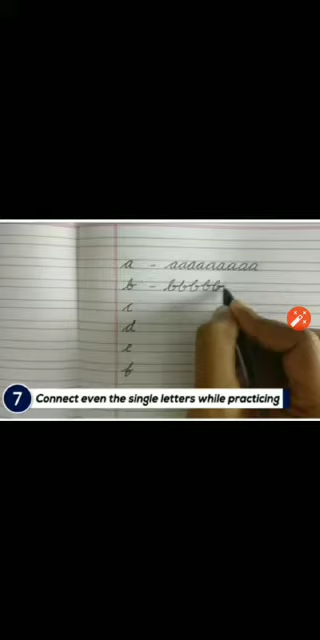 a - aaaaaaaaa
b - bbbbb
c
d
e
f
7 Connect even the single letters while practicing